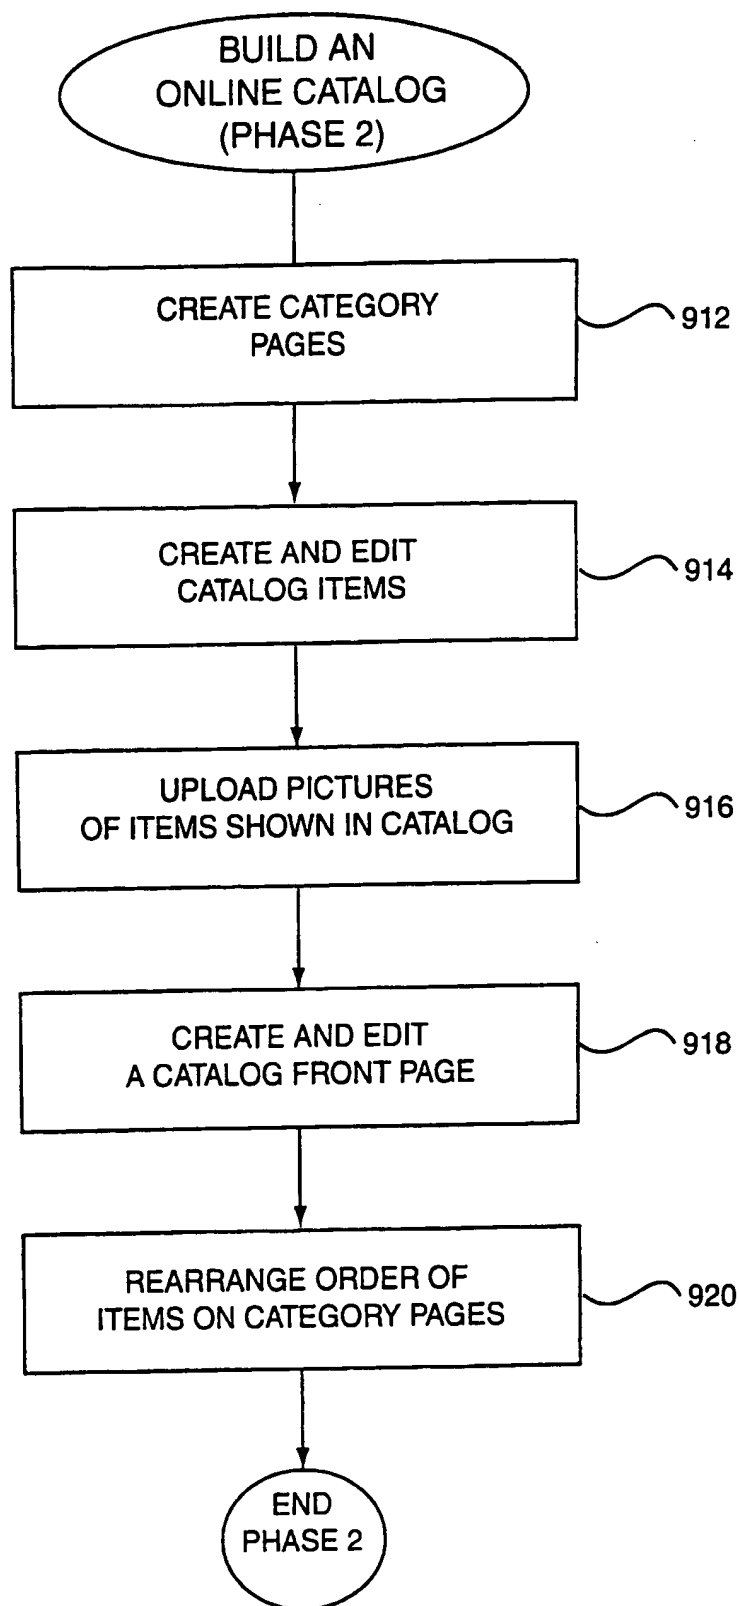 BUILD AN
ONLINE CATALOG
(PHASE 2)
CREATE CATEGORY
PAGES
912
CREATE AND EDIT
CATALOG ITEMS
914
UPLOAD PICTURES
OF ITEMS SHOWN IN CATALOG
916
CREATE AND EDIT
A CATALOG FRONT PAGE
918
REARRANGE ORDER OF
ITEMS ON CATEGORY PAGES
920
END
PHASE 2